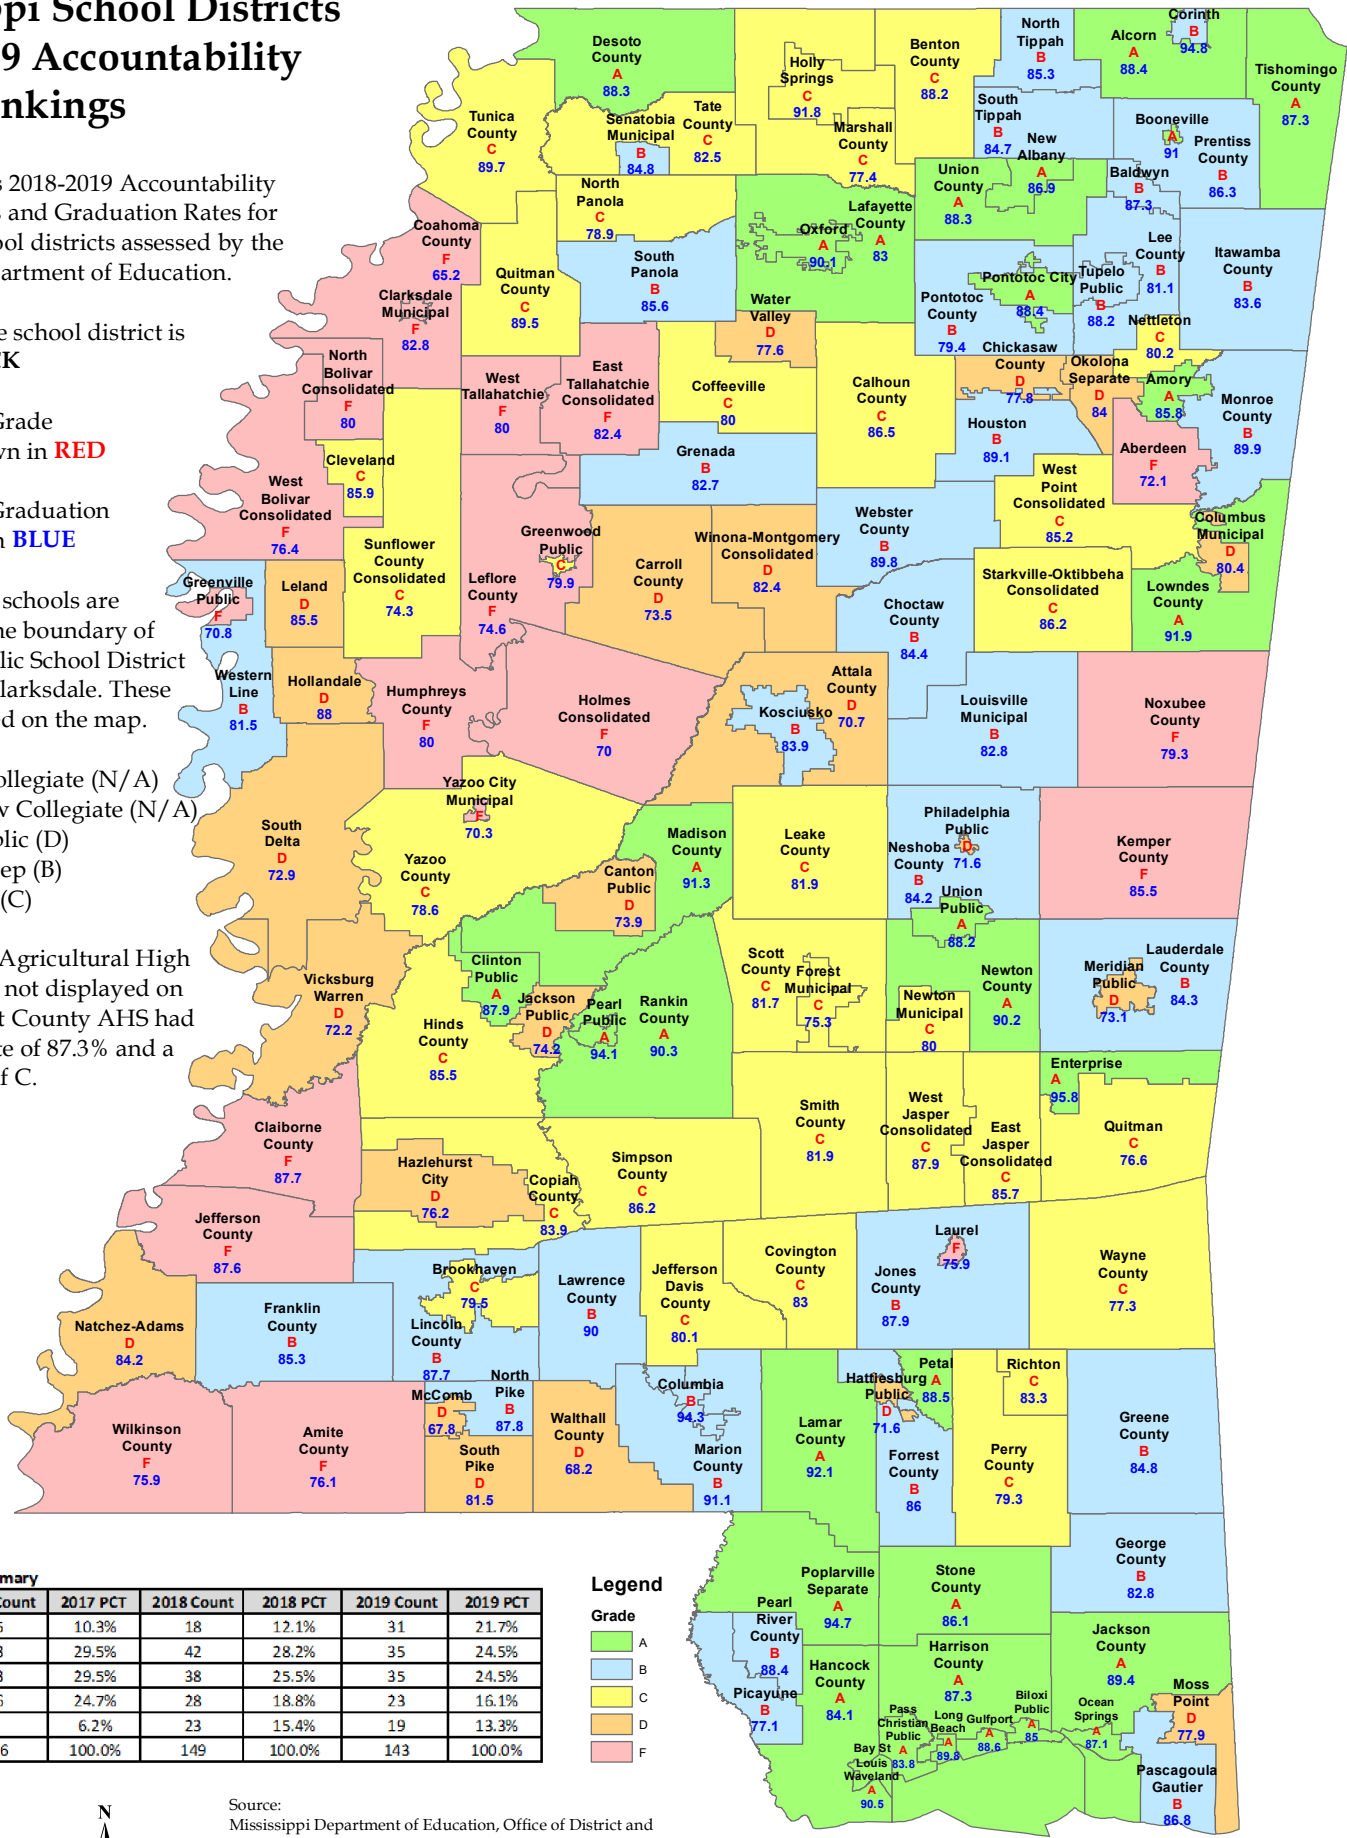 ppi School Districts
9 Accountability
nkings
s 2018-2019 Accountability
s and Graduation Rates for
ool districts assessed by the
partment of Education.
e school district is
CK
Grade
wn in RED
Graduation
n BLUE
schools are
he boundary of
lic School District
Clarksdale. These
ed on the map.
ollegiate (N/A)
w Collegiate (N/A)
blic (D)
ep (B)
(C)
Agricultural High
not displayed on
t County AHS had
te of 87.3% and a
f C.
Desoto
County
A
88.3
Holly
Springs
C
91.8
Benton
County
C
88.2
North
Tippah
B
85.3
Alcorn
A
88.4
Corinth
B
94.8
Tishomingo
County
A
87.3
Tunica
County
C
89.7
Senatobia
Municipal
B
84.8
Tate
County
C
82.5
Marshall
County
C
77.4
South
Tippah
B
84.7
New
Albany
A
86.9
Booneville
A
91
Prentiss
County
B
86.3
Baldwyn
B
87.3
Union
County
A
88.3
North
Panola
C
78.9
Oxford
A
90.1
Lafayette
County
A
83
Coahoma
County
F
65.2
Clarksdale
Municipal
F
82.8
Quitman
County
C
89.5
South
Panola
B
85.6
Pontotoc City
A
88.4
Pontotoc
County
B
79.4
Tupelo
Public
B
88.2
Lee
County
B
81.1
Itawamba
County
B
83.6
Water
Valley
D
77.6
Nettleton
C
80.2
North
Bolivar
Consolidated
F
80
West
Tallahatchie
F
80
East
Tallahatchie
Consolidated
F
82.4
Coffeeville
C
80
Calhoun
County
C
86.5
Chickasaw
County
D
77.8
Okolona
Separate
D
84
Amory
A
85.8
Monroe
County
B
89.9
Houston
B
89.1
Aberdeen
F
72.1
Cleveland
C
85.9
Grenada
B
82.7
West
Bolivar
Consolidated
F
76.4
West
Point
Consolidated
C
85.2
Sunflower
County
Consolidated
C
74.3
Greenwood
Public
C
79.9
Leflore
County
F
74.6
Carroll
County
D
73.5
Winona-Montgomery
Consolidated
D
82.4
Webster
County
B
89.8
Columbus
Municipal
D
80.4
Starkville-Oktibbeha
Consolidated
C
86.2
Lowndes
County
A
91.9
Greenville
Public
F
70.8
Leland
D
85.5
Choctaw
County
B
84.4
Western
Line
B
81.5
Hollandale
D
88
Humphreys
County
F
80
Holmes
Consolidated
F
70
Attala
County
D
70.7
Kosciusko
B
83.9
Louisville
Municipal
B
82.8
Noxubee
County
F
79.3
Yazoo City
Municipal
F
70.3
South
Delta
D
72.9
Yazoo
County
C
78.6
Madison
County
A
91.3
Canton
Public
D
73.9
Leake
County
C
81.9
Philadelphia
Public
D
71.6
Neshoba
County
B
84.2
Union
Public
A
88.2
Kemper
County
F
85.5
Vicksburg
Warren
D
72.2
Clinton
Public
A
87.9
Jackson
Public
D
74.2
Pearl
Public
A
94.1
Rankin
County
A
90.3
Hinds
County
C
85.5
Scott
County
C
81.7
Forest
Municipal
C
75.3
Newton
Municipal
C
80
Newton
County
A
90.2
Meridian
Public
D
73.1
Lauderdale
County
B
84.3
Enterprise
A
95.8
Claiborne
County
F
87.7
Hazlehurst
City
D
76.2
Copiah
County
C
83.9
Simpson
County
C
86.2
Smith
County
C
81.9
West
Jasper
Consolidated
C
87.9
East
Jasper
Consolidated
C
85.7
Quitman
C
76.6
Jefferson
County
F
87.6
Natchez-Adams
D
84.2
Franklin
County
B
85.3
Brookhaven
C
79.5
Lincoln
County
B
87.7
Lawrence
County
B
90
Jefferson
Davis
County
C
80.1
Covington
County
C
83
Jones
County
B
87.9
Laurel
F
75.9
Wayne
County
C
77.3
Wilkinson
County
F
75.9
Amite
County
F
76.1
McComb
D
67.8
North
Pike
B
87.8
South
Pike
D
81.5
Walthall
County
D
68.2
Columbia
B
94.3
Marion
County
B
91.1
Lamar
County
A
92.1
Hattiesburg
Public
D
71.6
Petal
A
88.5
Forrest
County
B
86
Richton
C
83.3
Perry
County
C
79.3
Greene
County
B
84.8
Poplarville
Separate
A
94.7
Stone
County
A
86.1
George
County
B
82.8
Pearl
River
County
B
88.4
Picayune
B
77.1
Hancock
County
A
84.1
Harrison
County
A
87.3
Jackson
County
A
89.4
Moss
Point
D
77.9
Pass
Christian
Public
A
83.8
Long
Beach
A
89.8
Gulfport
A
88.6
Biloxi
Public
A
85
Ocean
Springs
A
87.1
Bay St
Louis
Waveland
A
90.5
Pascagoula
Gautier
B
86.8
mary
Count 2017 PCT 2018 Count 2018 PCT 2019 Count 2019 PCT
5 10.3% 18 12.1% 31 21.7%
3 29.5% 42 28.2% 35 24.5%
3 29.5% 38 25.5% 35 24.5%
6 24.7% 28 18.8% 23 16.1%
6.2% 23 15.4% 19 13.3%
6 100.0% 149 100.0% 143 100.0%
Legend
Grade
A
B
C
D
F
N
Source:
Mississippi Department of Education, Office of District and